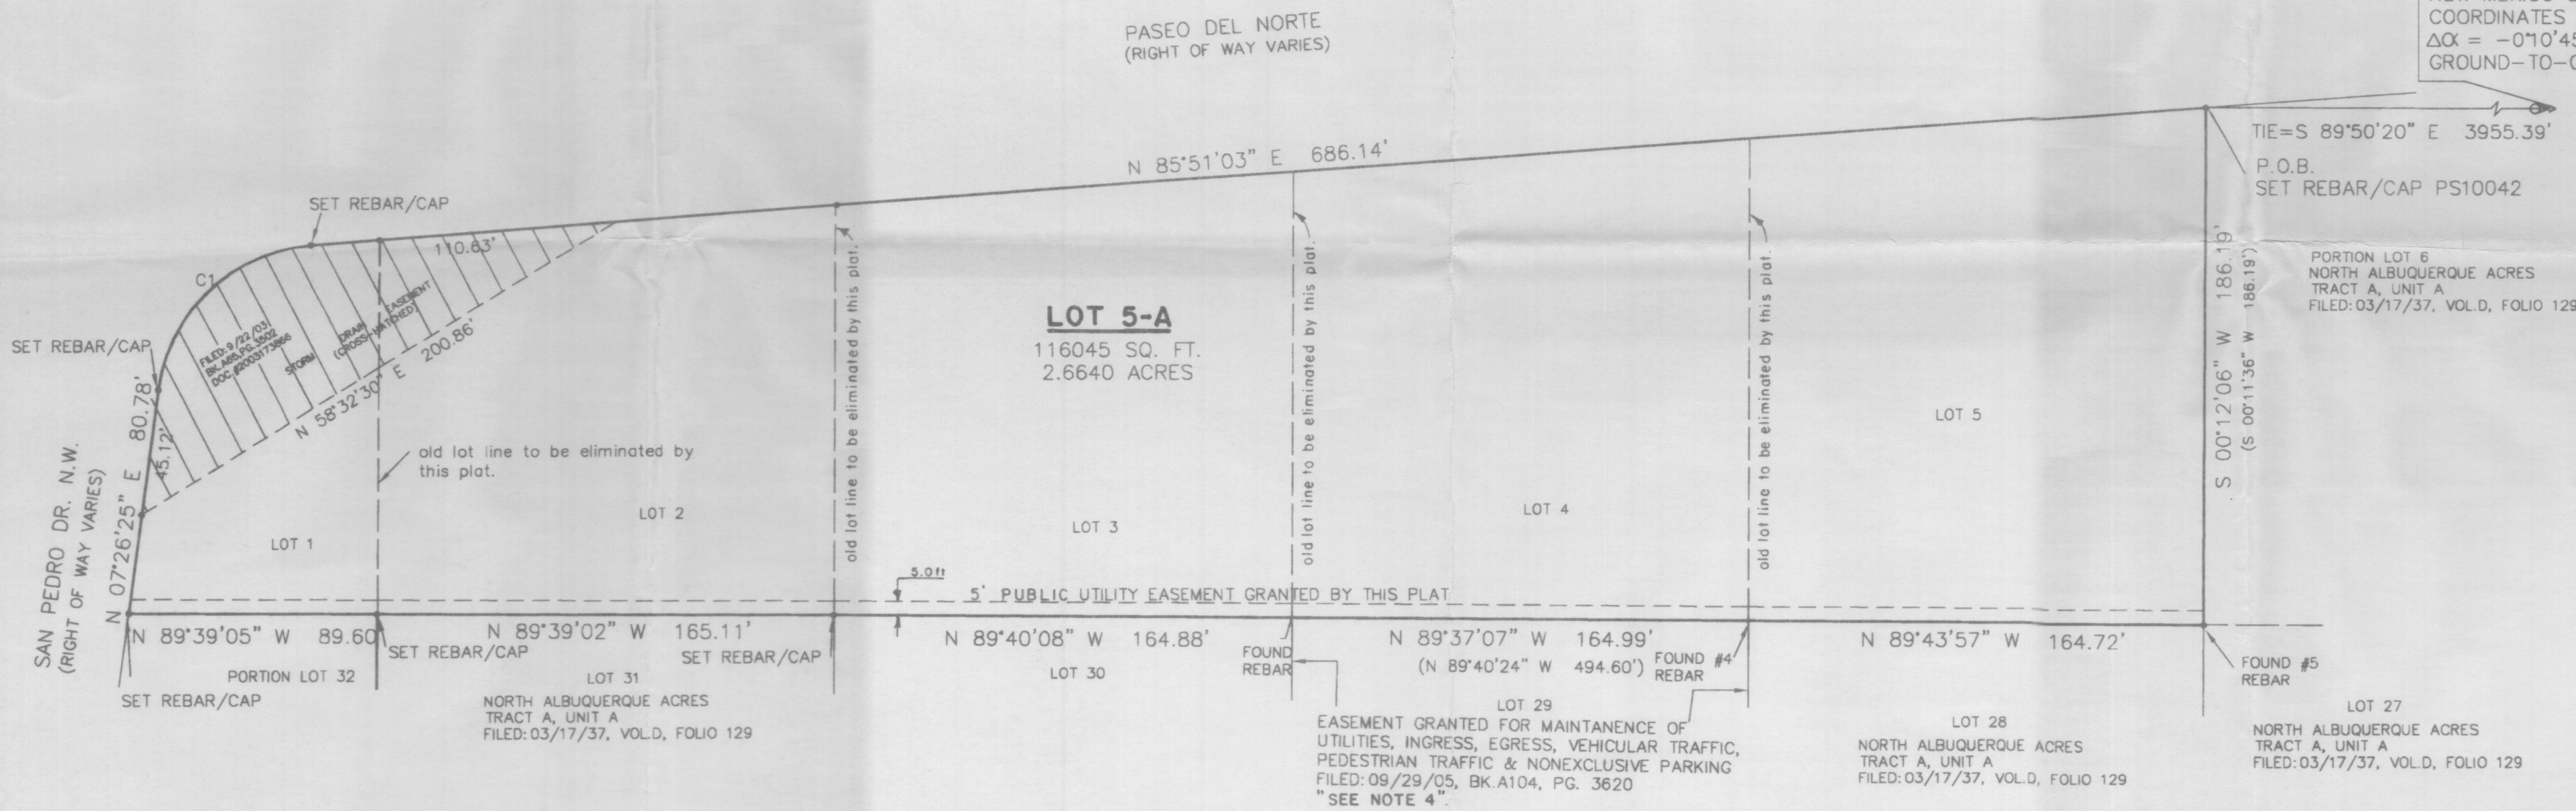 PASEO DEL NORTE
(RIGHT OF WAY VARIES)
COORDINATES
GROUND-TO-
TIE=S 89°50'20" E 3955.39'
P.O.B.
SET REBAR/CAP PS10042
N 85°51'03" E 686.14'
SET REBAR/CAP
110.63'
C1
FILED: 9/22/03
BK.A65,PG.3502
DOC.#2003173866
STORM DRAIN EASEMENT
(CROSS-HATCHED)
N 58°32'30" E 200.86'
SET REBAR/CAP
N 07°26'25" E 80.78'
45.12'
SAN PEDRO DR. N.W.
(RIGHT OF WAY VARIES)
old lot line to be eliminated by
this plat.
old lot line to be eliminated by this plat.
old lot line to be eliminated by this plat.
old lot line to be eliminated by this plat.
LOT 5-A
116045 SQ. FT.
2.6640 ACRES
LOT 1
LOT 2
LOT 3
LOT 4
LOT 5
S 00°12'06" W 186.19'
(S 00°11'36" W 186.19')
PORTION LOT 6
NORTH ALBUQUERQUE ACRES
TRACT A, UNIT A
FILED: 03/17/37, VOL.D, FOLIO 129
5.0ft
5' PUBLIC UTILITY EASEMENT GRANTED BY THIS PLAT
N 89°39'05" W 89.60'
N 89°39'02" W 165.11'
N 89°40'08" W 164.88'
N 89°37'07" W 164.99'
(N 89°40'24" W 494.60')
N 89°43'57" W 164.72'
SET REBAR/CAP
SET REBAR/CAP
SET REBAR/CAP
FOUND
REBAR
FOUND #4
REBAR
FOUND #5
REBAR
PORTION LOT 32
LOT 31
NORTH ALBUQUERQUE ACRES
TRACT A, UNIT A
FILED: 03/17/37, VOL.D, FOLIO 129
LOT 30
LOT 29
EASEMENT GRANTED FOR MAINTANENCE OF
UTILITIES, INGRESS, EGRESS, VEHICULAR TRAFFIC,
PEDESTRIAN TRAFFIC & NONEXCLUSIVE PARKING
FILED: 09/29/05, BK.A104, PG. 3620
"SEE NOTE 4".
LOT 28
NORTH ALBUQUERQUE ACRES
TRACT A, UNIT A
FILED: 03/17/37, VOL.D, FOLIO 129
LOT 27
NORTH ALBUQUERQUE ACRES
TRACT A, UNIT A
FILED: 03/17/37, VOL.D, FOLIO 129